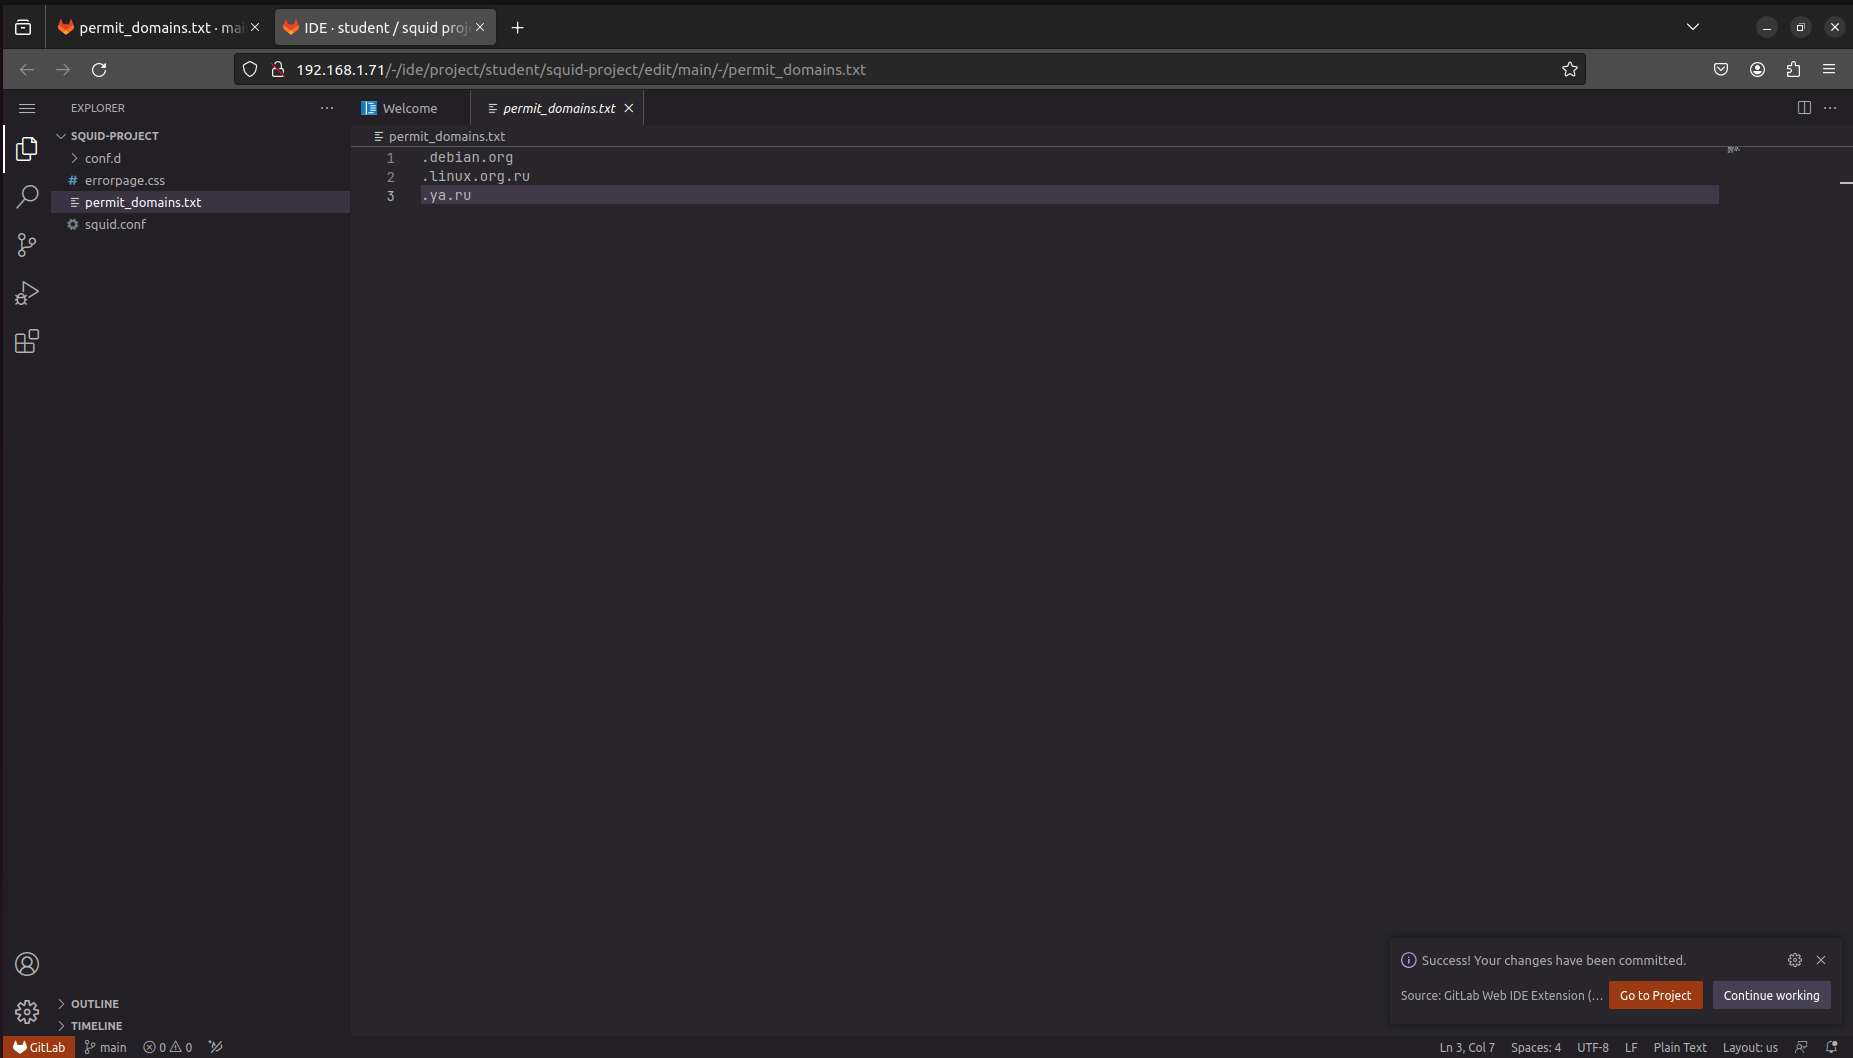 permit_domains.txt · mai
IDE · student / squid proj
192.168.1.71/-/ide/project/student/squid-project/edit/main/-/permit_domains.txt
EXPLORER
SQUID-PROJECT
conf.d
# errorpage.css
permit_domains.txt
squid.conf
OUTLINE
TIMELINE
Welcome
permit_domains.txt
permit_domains.txt
1 .debian.org
2 .linux.org.ru
3 .ya.ru
Success! Your changes have been committed.
Source: GitLab Web IDE Extension (...
Go to Project
Continue working
GitLab main 0 0
Ln 3, Col 7 Spaces: 4 UTF-8 LF Plain Text Layout: us